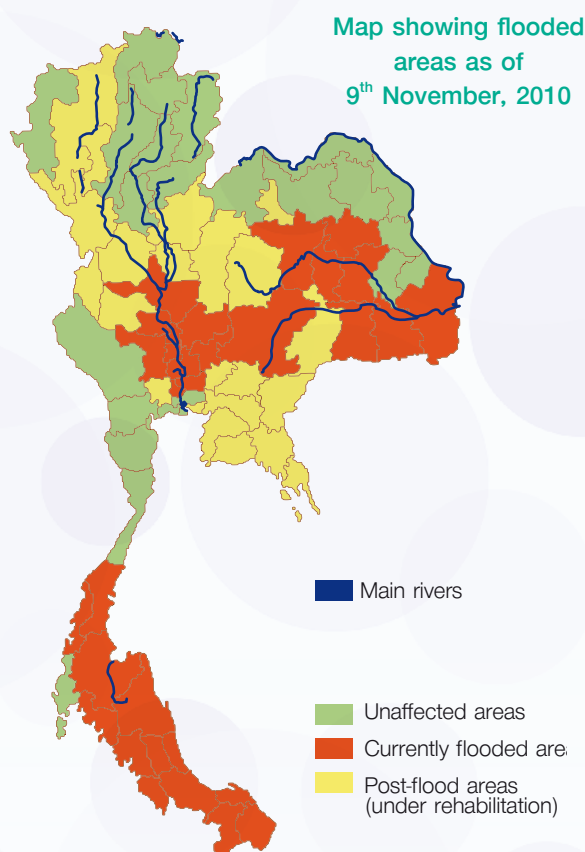 Map showing flooded
areas as of
9th November, 2010
Main rivers
Unaffected areas
Currently flooded area
Post-flood areas
(under rehabilitation)